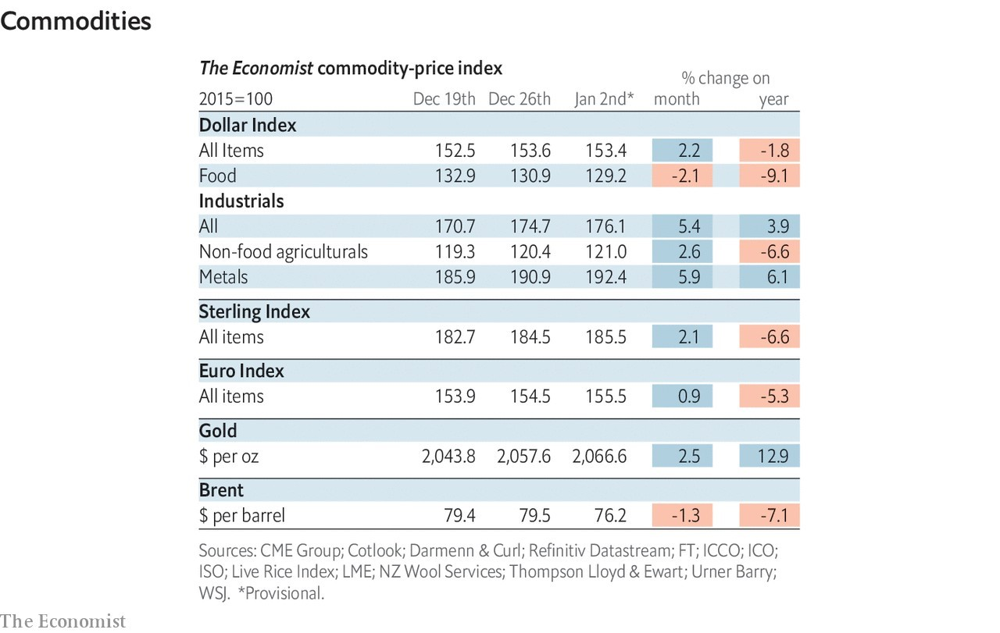 Commodities
The Economist commodity-price index
% change on
2015=100 Dec 19th Dec 26th Jan 2nd* month year
Dollar Index
All Items 152.5 153.6 153.4 2.2 -1.8
Food 132.9 130.9 129.2 -2.1 -9.1
Industrials
All 170.7 174.7 176.1 5.4 3.9
Non-food agriculturals 119.3 120.4 121.0 2.6 -6.6
Metals 185.9 190.9 192.4 5.9 6.1
Sterling Index
All items 182.7 184.5 185.5 2.1 -6.6
Euro Index
All items 153.9 154.5 155.5 0.9 -5.3
Gold
$ per oz 2,043.8 2,057.6 2,066.6 2.5 12.9
Brent
$ per barrel 79.4 79.5 76.2 -1.3 -7.1
Sources: CME Group; Cotlook; Darmenn & Curl; Refinitiv Datastream; FT; ICCO; ICO;
ISO; Live Rice Index; LME; NZ Wool Services; Thompson Lloyd & Ewart; Urner Barry;
WSJ. *Provisional.
The Economist